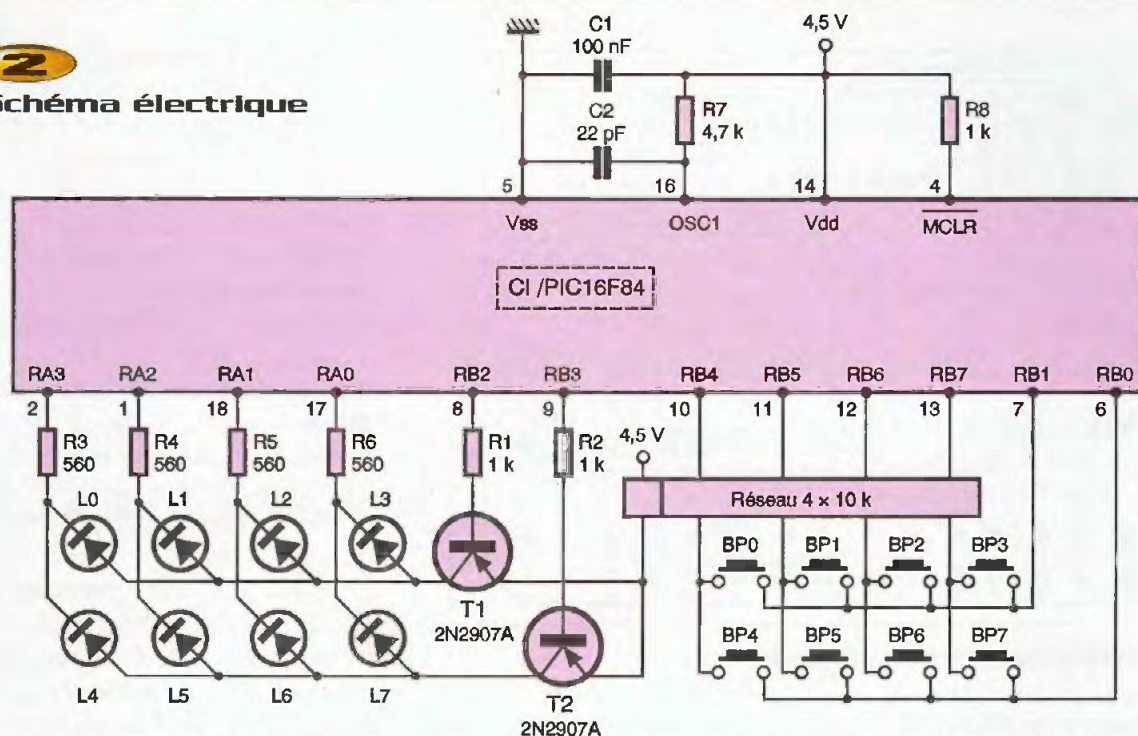 2
Schéma électrique
C1
100 nF
4,5 V
C2
22 pF
R7
4,7 k
R8
1 k
5
16
14
4
Vss
OSC1
Vdd
MCLR
CI /PIC16F84
RA3
RA2
RA1
RA0
RB2
RB3
RB4
RB5
RB6
RB7
RB1
RB0
2
1
18
17
8
9
10
11
12
13
7
6
R3
560
R4
560
R5
560
R6
560
R1
1 k
R2
1 k
4,5 V
Réseau 4 × 10 k
L0
L1
L2
L3
BP0
BP1
BP2
BP3
T1
2N2907A
BP4
BP5
BP6
BP7
L4
L5
L6
L7
T2
2N2907A